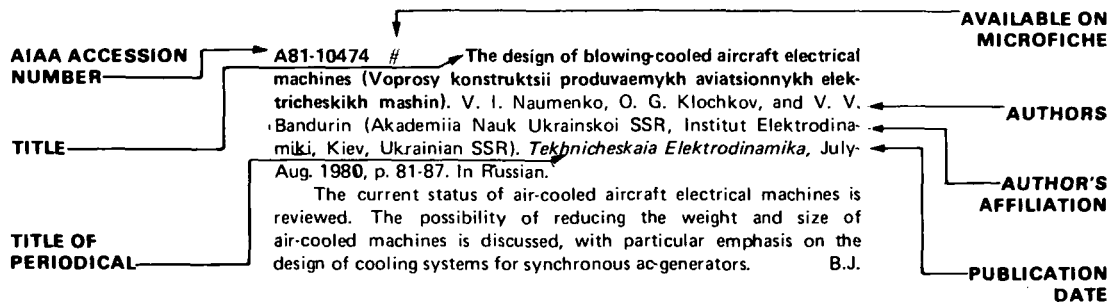 AVAILABLE ON
MICROFICHE
AIAA ACCESSION
NUMBER
A81-10474 # The design of blowing-cooled aircraft electrical
machines (Voprosy konstruktsii produvaemykh aviatsionnykh elek-
tricheskikh mashin). V. I. Naumenko, O. G. Klochkov, and V. V.
Bandurin (Akademiia Nauk Ukrainskoi SSR, Institut Elektrodina-
miki, Kiev, Ukrainian SSR). Tekhnicheskaia Elektrodinamika, July-
Aug. 1980, p. 81-87. In Russian.
The current status of air-cooled aircraft electrical machines is
reviewed. The possibility of reducing the weight and size of
air-cooled machines is discussed, with particular emphasis on the
design of cooling systems for synchronous ac-generators. B.J.
TITLE
TITLE OF
PERIODICAL
AUTHORS
AUTHOR'S
AFFILIATION
PUBLICATION
DATE